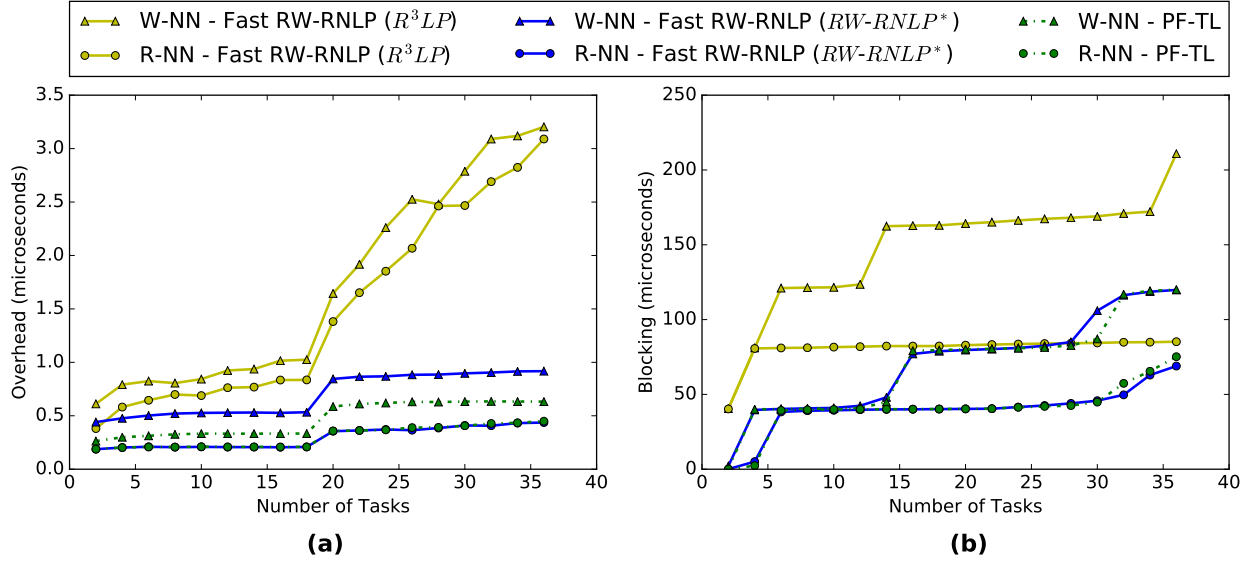 W-NN - Fast RW-RNLP (R³LP)
R-NN - Fast RW-RNLP (R³LP)
W-NN - Fast RW-RNLP (RW-RNLP*)
R-NN - Fast RW-RNLP (RW-RNLP*)
W-NN - PF-TL
R-NN - PF-TL
Overhead (microseconds)
3.5
3.0
2.5
2.0
1.5
1.0
0.5
0.0
0 5 10 15 20 25 30 35 40
Number of Tasks
(a)
Blocking (microseconds)
250
200
150
100
50
0
0 5 10 15 20 25 30 35 40
Number of Tasks
(b)